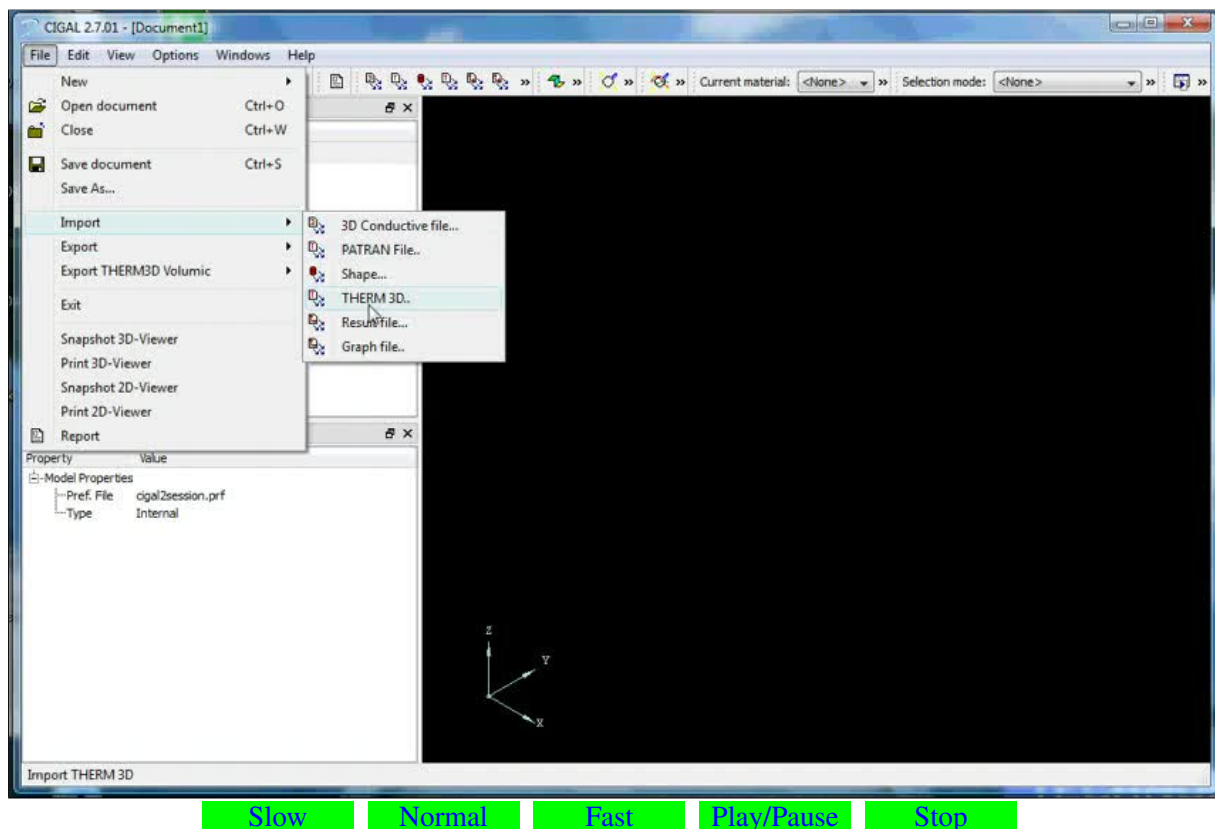 CIGAL 2.7.01 - [Document1]
File Edit View Options Windows Help
New
Current material: <None> » Selection mode: <None> » »
Open document Ctrl+O
Close Ctrl+W
Save document Ctrl+S
Save As...
Import
3D Conductive file...
Export
PATRAN File..
Export THERM3D Volumic
Shape...
THERM 3D..
Exit
Result file...
Snapshot 3D-Viewer
Graph file..
Print 3D-Viewer
Snapshot 2D-Viewer
Print 2D-Viewer
Report
Property Value
Model Properties
Pref. File cigal2session.prf
Type Internal
Z
Y
X
Import THERM 3D
Slow Normal Fast Play/Pause Stop